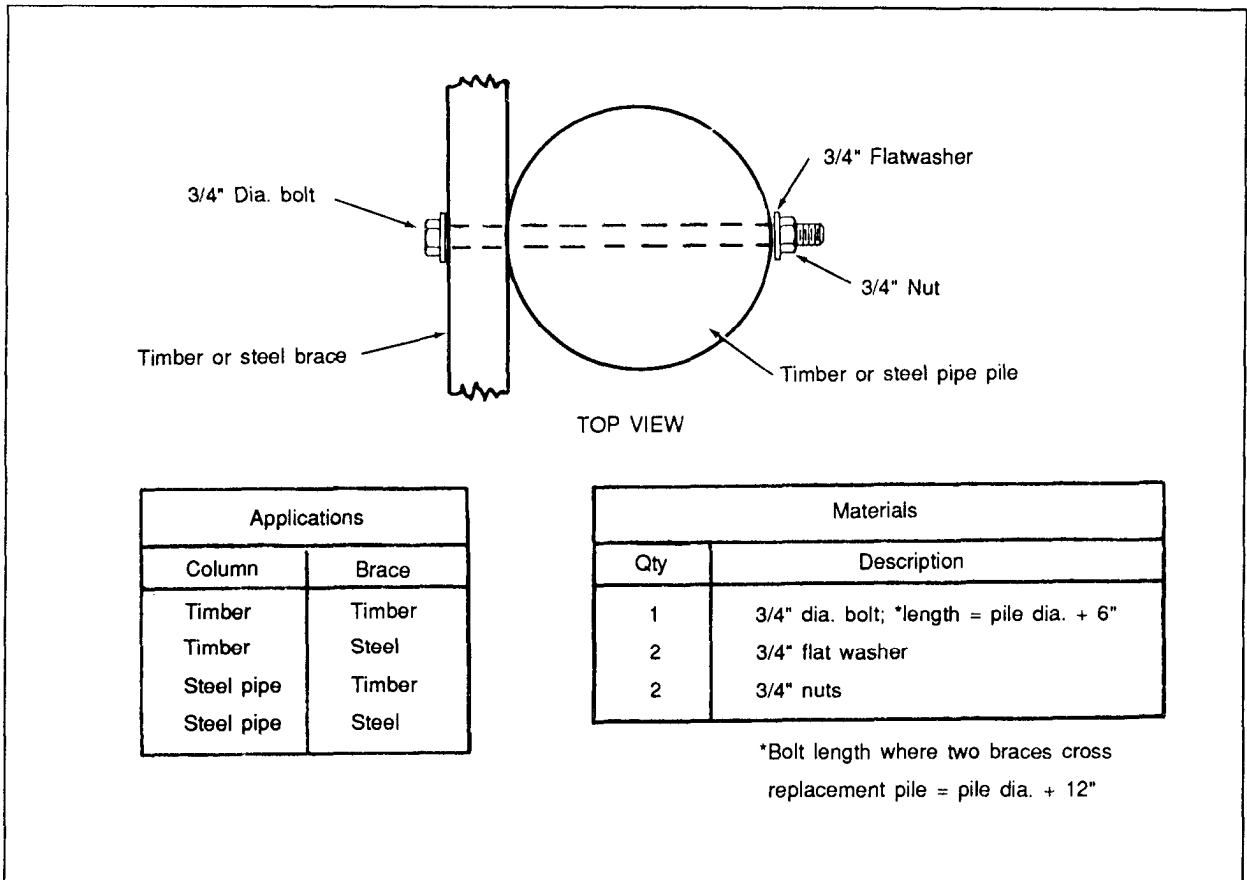 3/4" Flatwasher
3/4" Dia. bolt
3/4" Nut
Timber or steel brace
Timber or steel pipe pile
TOP VIEW
Applications
Column Brace
Timber Timber
Timber Steel
Steel pipe Timber
Steel pipe Steel
Materials
Qty Description
1 3/4" dia. bolt; *length = pile dia. + 6"
2 3/4" flat washer
2 3/4" nuts
*Bolt length where two braces cross
replacement pile = pile dia. + 12"